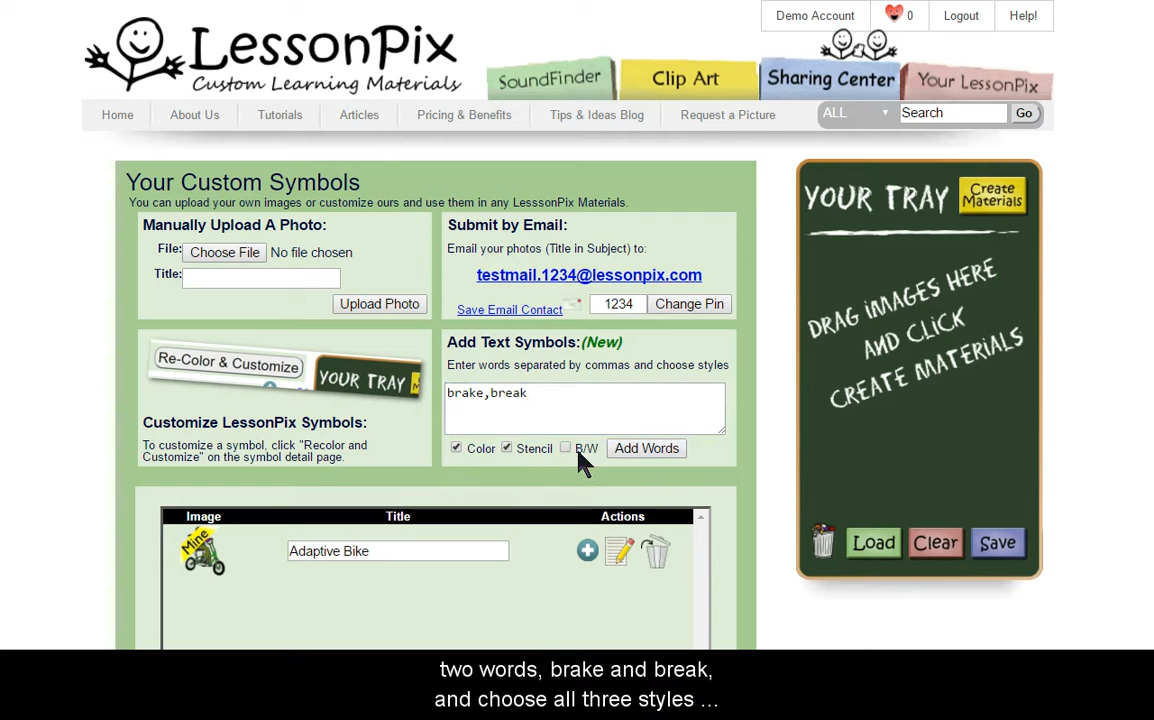 Demo Account 0 Logout Help!
LessonPix
Custom Learning Materials
SoundFinder Clip Art Sharing Center Your LessonPix
Home About Us Tutorials Articles Pricing & Benefits Tips & Ideas Blog Request a Picture ALL Search Go
Your Custom Symbols
You can upload your own images or customize ours and use them in any LesssonPix Materials.
Manually Upload A Photo:
File: Choose File No file chosen
Title:
Upload Photo
Submit by Email:
Email your photos (Title in Subject) to:
testmail.1234@lessonpix.com
Save Email Contact 1234 Change Pin
Re-Color & Customize YOUR TRAY
Customize LessonPix Symbols:
To customize a symbol, click "Recolor and
Customize" on the symbol detail page.
Add Text Symbols:(New)
Enter words separated by commas and choose styles
brake,break
Color Stencil B/W Add Words
Image Title Actions
Mine Adaptive Bike
YOUR TRAY Create
Materials
DRAG IMAGES HERE
AND CLICK
CREATE MATERIALS
Load Clear Save
two words, brake and break,
and choose all three styles ...